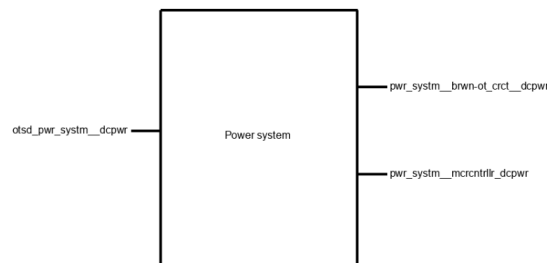 pwr_systm__brwn-ot_crct__dcpwr
otsd_pwr_systm__dcpwr
Power system
pwr_systm__mcrcntrllr_dcpwr